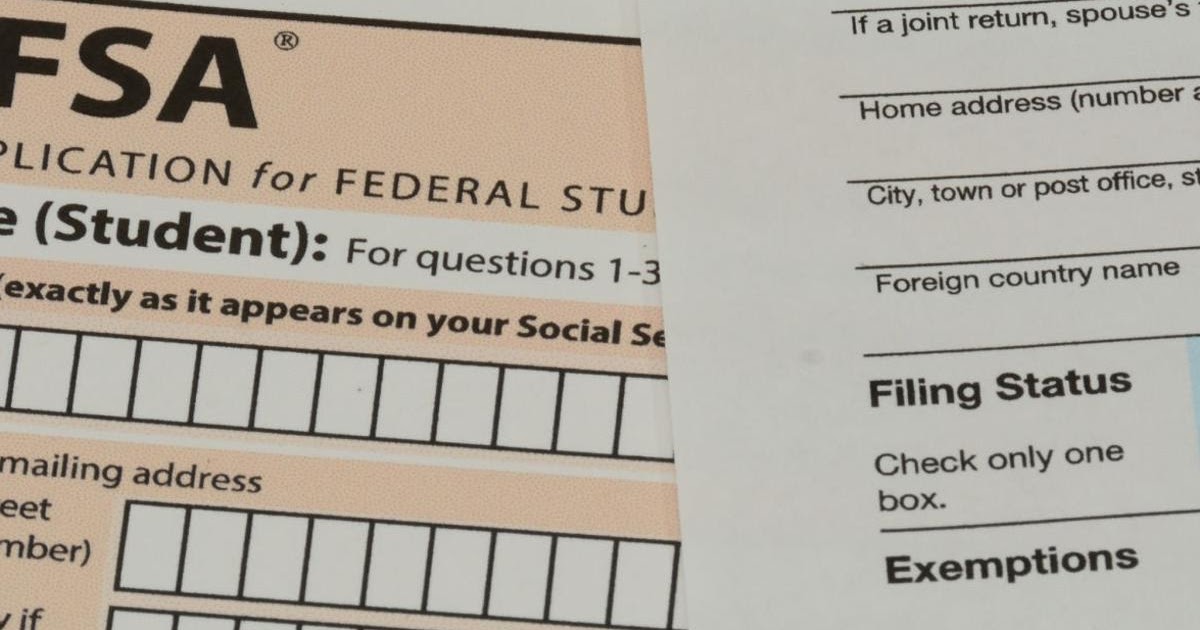 FSA®
PLICATION for FEDERAL STU
e (Student): For questions 1-3
(exactly as it appears on your Social Se
mailing address
eet
mber)
y if
If a joint return, spouse's
Home address (number a
City, town or post office, st
Foreign country name
Filing Status
Check only one
box.
Exemptions